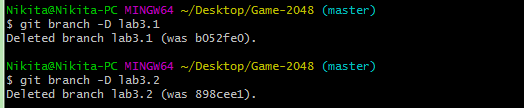 Nikita@Nikita-PC MINGW64 ~/Desktop/Game-2048 (master)
$ git branch -D lab3.1
Deleted branch lab3.1 (was b052fe0).
Nikita@Nikita-PC MINGW64 ~/Desktop/Game-2048 (master)
$ git branch -D lab3.2
Deleted branch lab3.2 (was 898cee1).